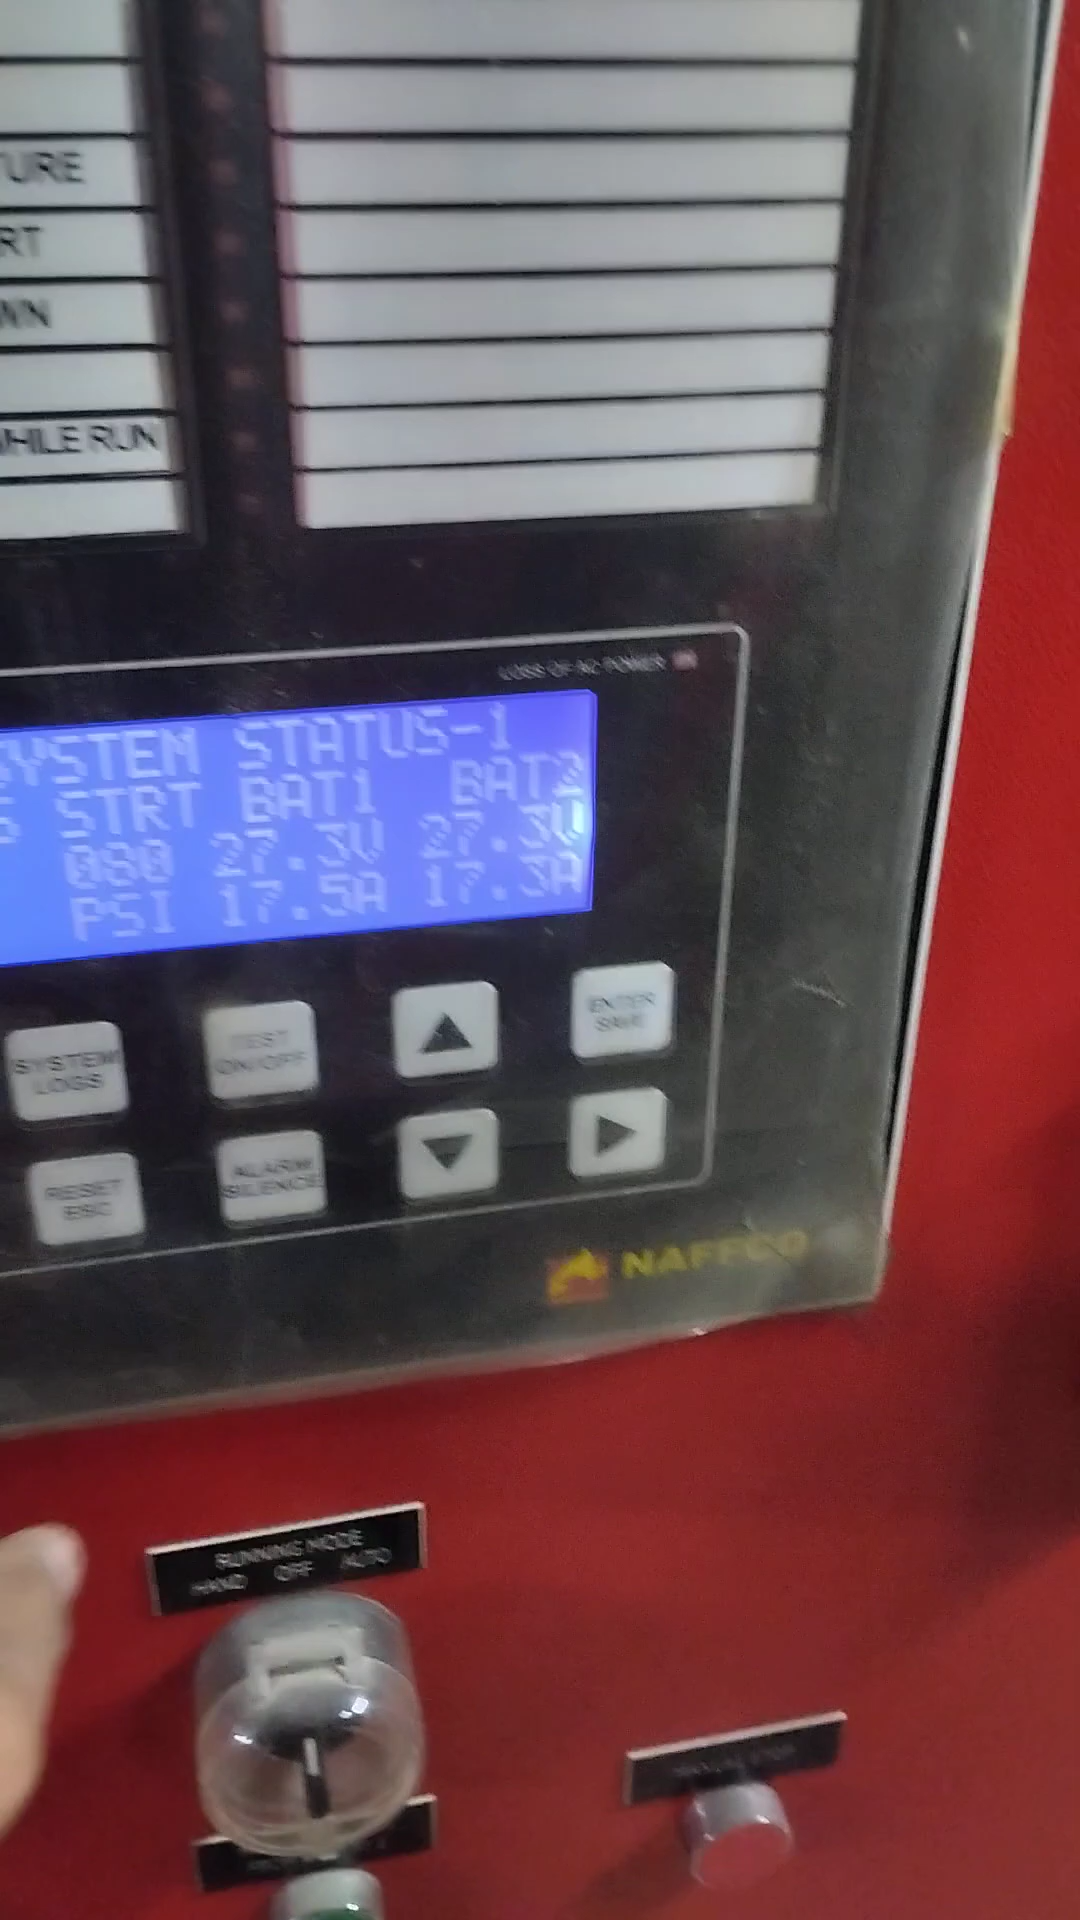 TURE
RT
WN
WHILE RUN
LOSS OF AC POWER
SYSTEM STATUS-1
S STRT BAT1 BAT2
080 27.3V 27.3V
PSI 17.5A 17.3A
SYSTEM LOGS
TEST ON/OFF
▲
ENTER SAVE
RESET ESC
ALARM SILENCE
▼
▶
NAFFCO
RUNNING MODE
HAND OFF AUTO